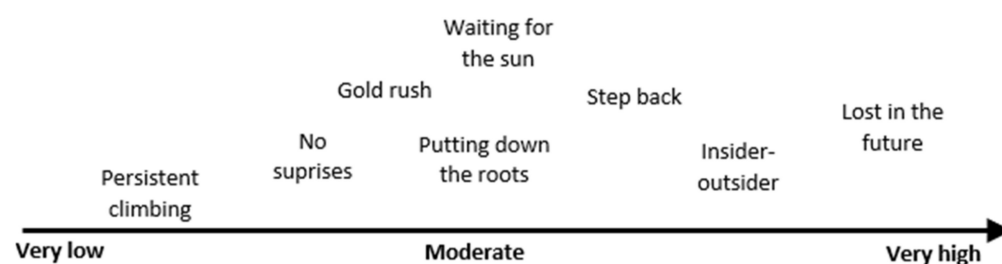 Waiting for
the sun
Gold rush
Step back
Lost in the
future
No
suprises
Putting down
the roots
Insider-
outsider
Persistent
climbing
Very low
Moderate
Very high